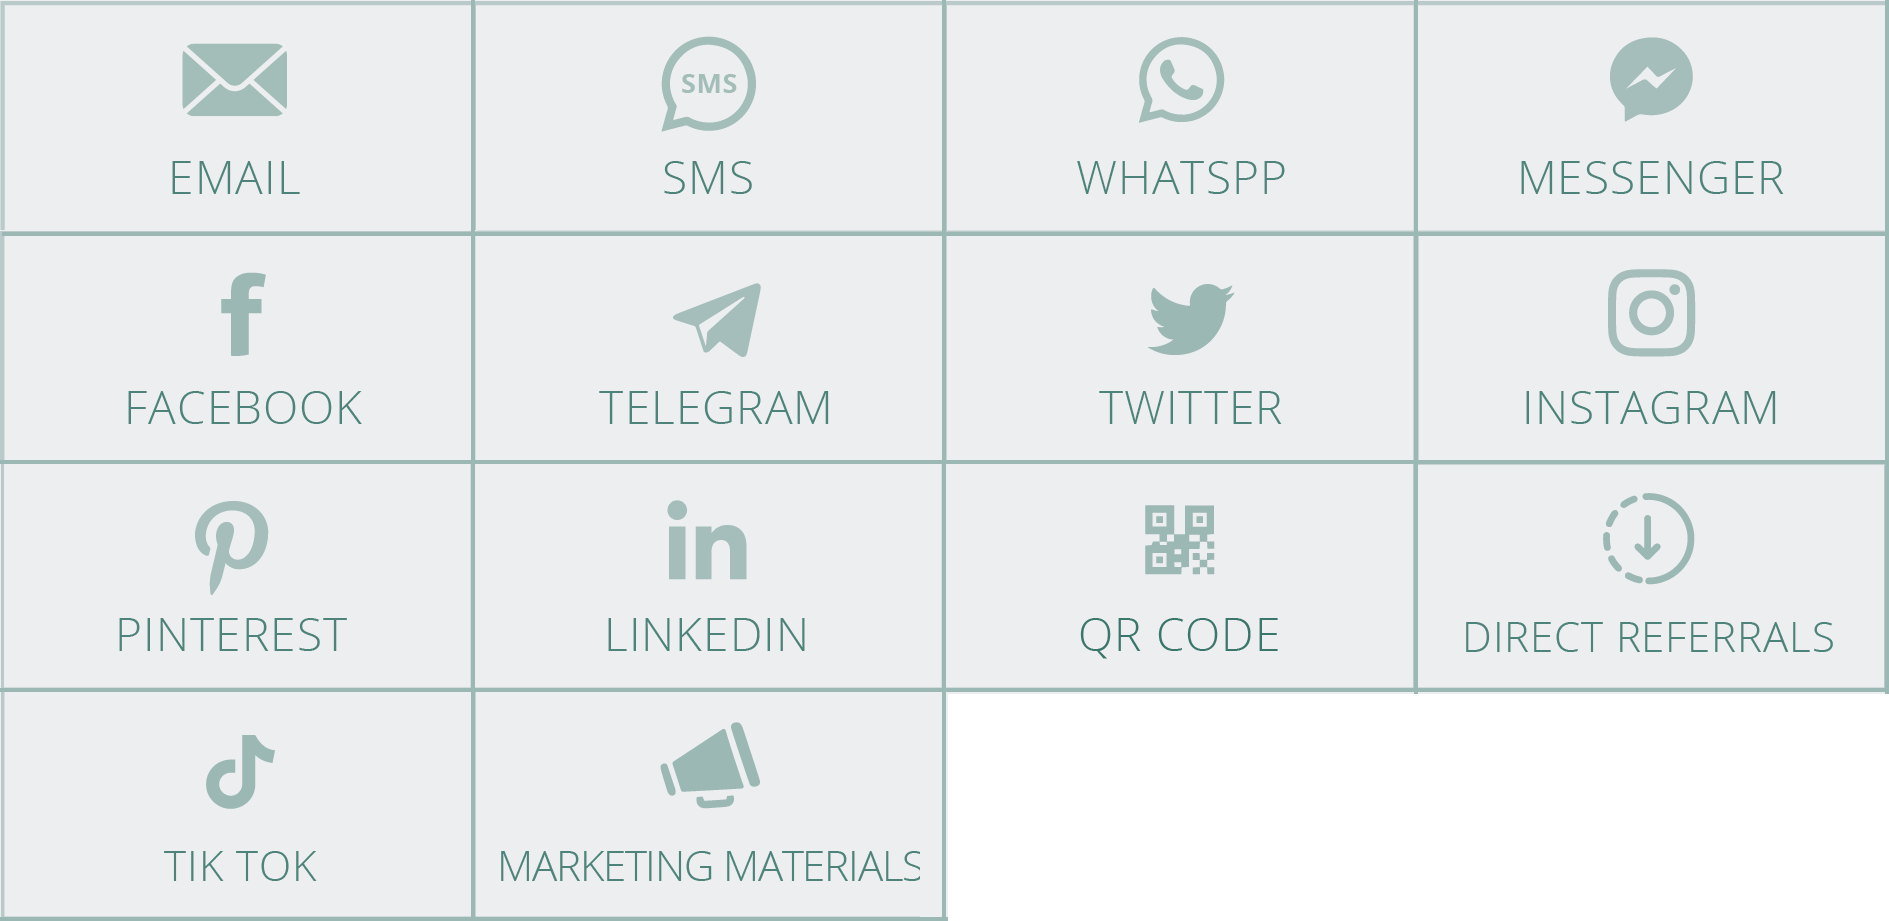 SMS
EMAIL
SMS
WHATSPP
MESSENGER
FACEBOOK
TELEGRAM
TWITTER
INSTAGRAM
PINTEREST
in
LINKEDIN
QR CODE
DIRECT REFERRALS
TIK TOK
MARKETING MATERIALS